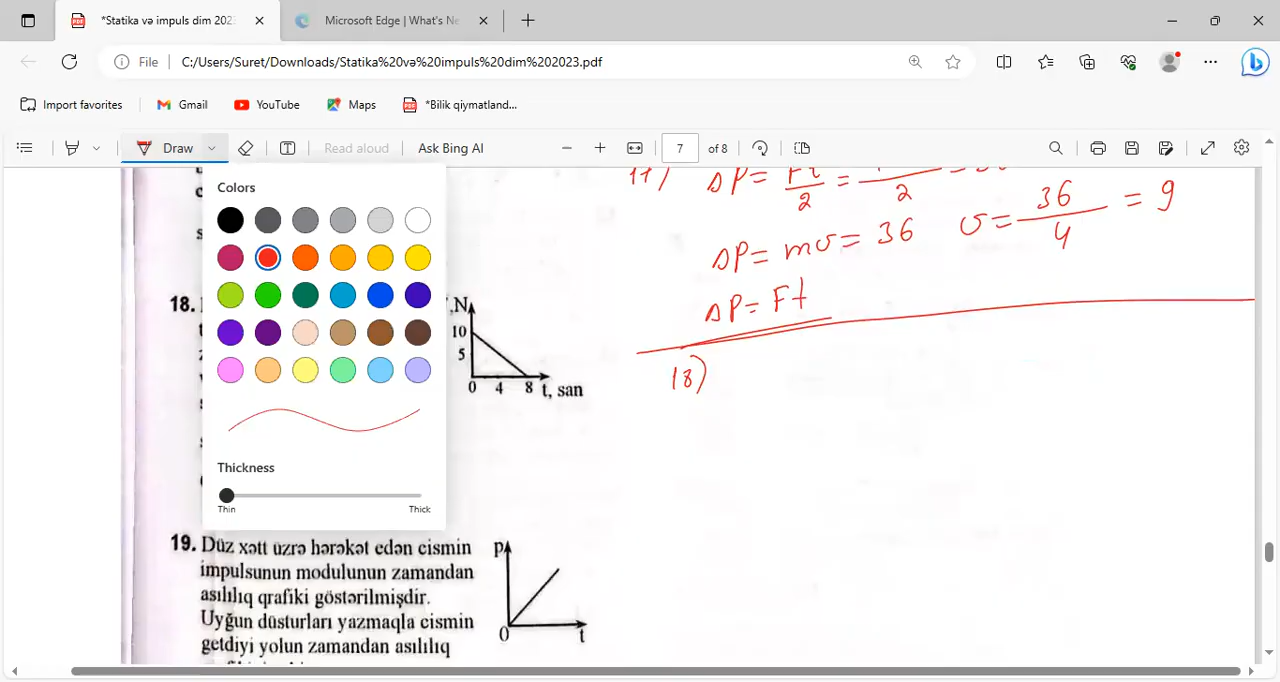 *Statika və impuls dim 202
Microsoft Edge | What's Ne
File
C:/Users/Suret/Downloads/Statika%20və%20impuls%20dim%202023.pdf
Import favorites
Gmail
YouTube
Maps
*Bilik qiymatland...
Draw
Read aloud
Ask Bing AI
7
of 8
Colors
Thickness
Thin
Thick
ΔP = Ft/2 =
2
ΔP = mυ = 36 υ = 36/4 = 9
ΔP = Ft
18)
18.
,N
10
5
0 4 8 t, san
19. Düz xətt üzrə hərəkət edən cismin
impulsunun modulunun zamandan
asılılıq qrafiki göstərilmişdir.
Uyğun düsturları yazmaqla cismin
getdiyi yolun zamandan asılılıq
P
0
t